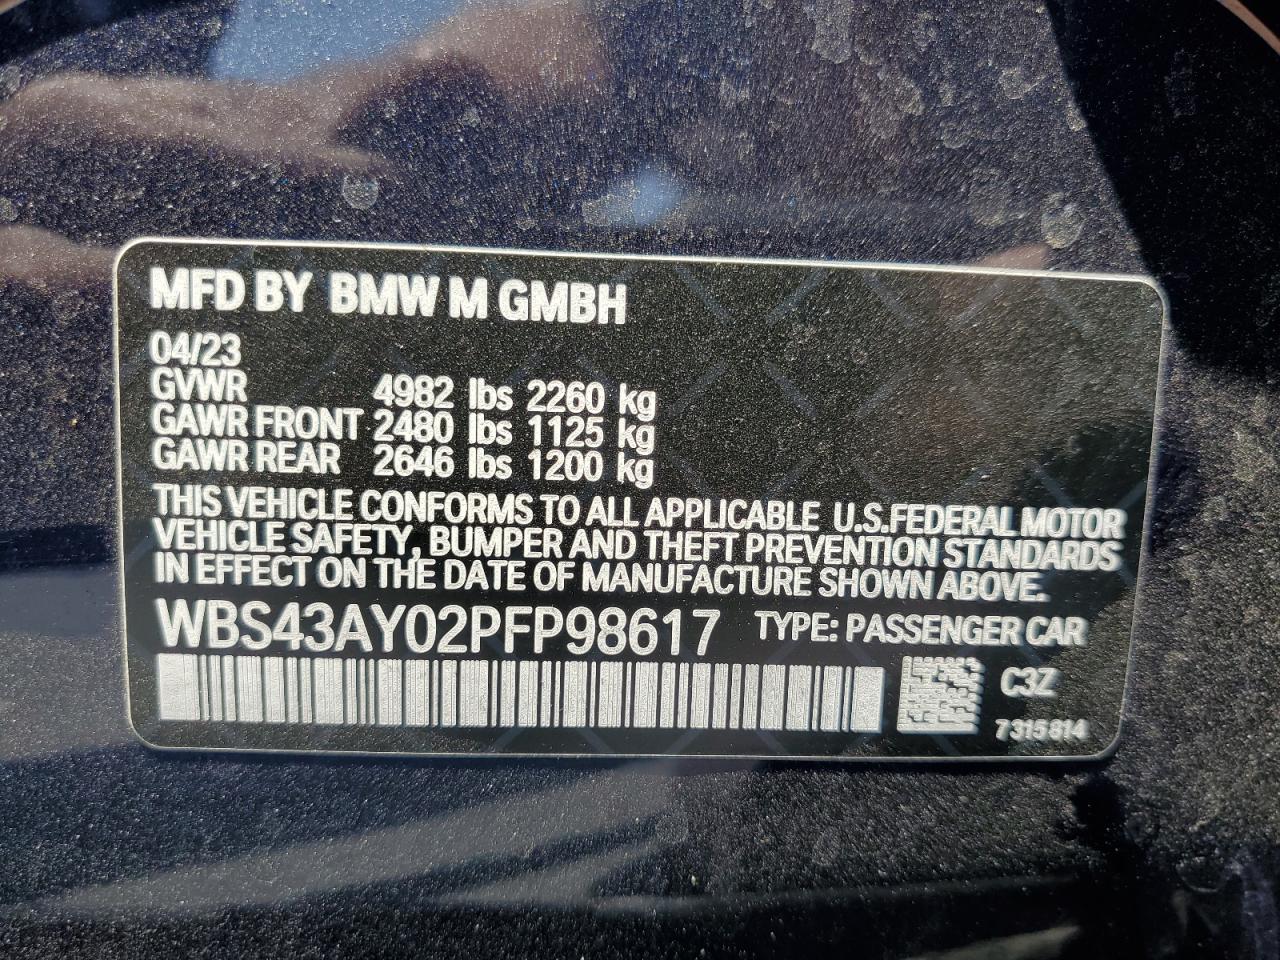 MFD BY BMW M GMBH
04/23
GVWR 4982 lbs 2260 kg
GAWR FRONT 2480 lbs 1125 kg
GAWR REAR 2646 lbs 1200 kg
THIS VEHICLE CONFORMS TO ALL APPLICABLE U.S.FEDERAL MOTOR
VEHICLE SAFETY, BUMPER AND THEFT PREVENTION STANDARDS
IN EFFECT ON THE DATE OF MANUFACTURE SHOWN ABOVE.
WBS43AY02PFP98617 TYPE: PASSENGER CAR
C3Z
7315814